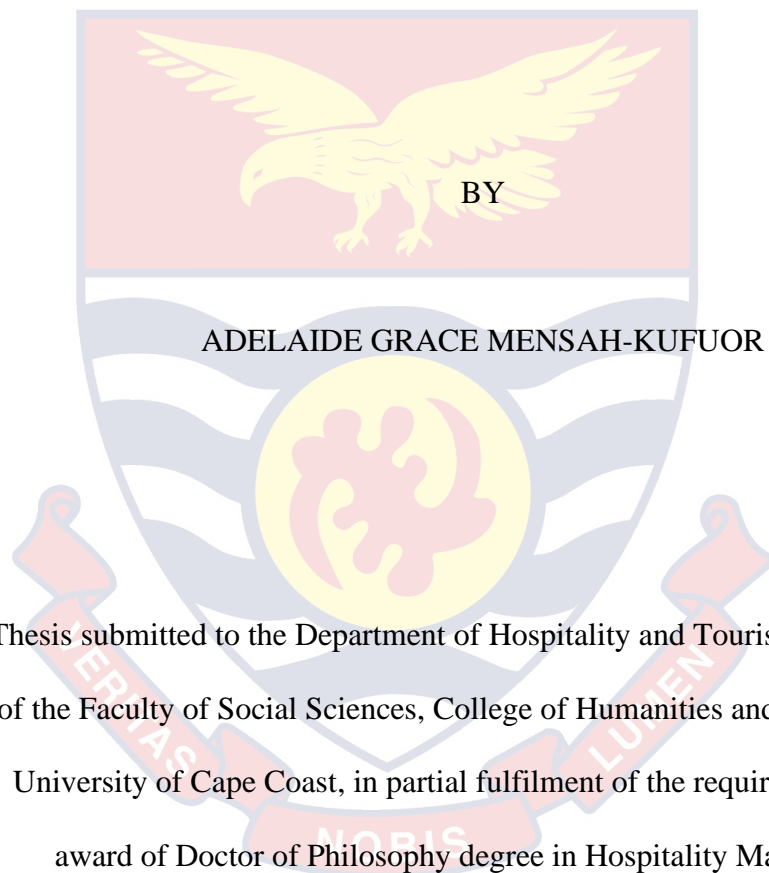 BY
ADELAIDE GRACE MENSAH-KUFUOR
Thesis submitted to the Department of Hospitality and
of the Faculty of Social Sciences, College of Humanities and
University of Cape Coast, in partial fulfilment of the
award of Doctor of Philosophy degree in Hospitality
VERITAS
NOBIS
LUMEN